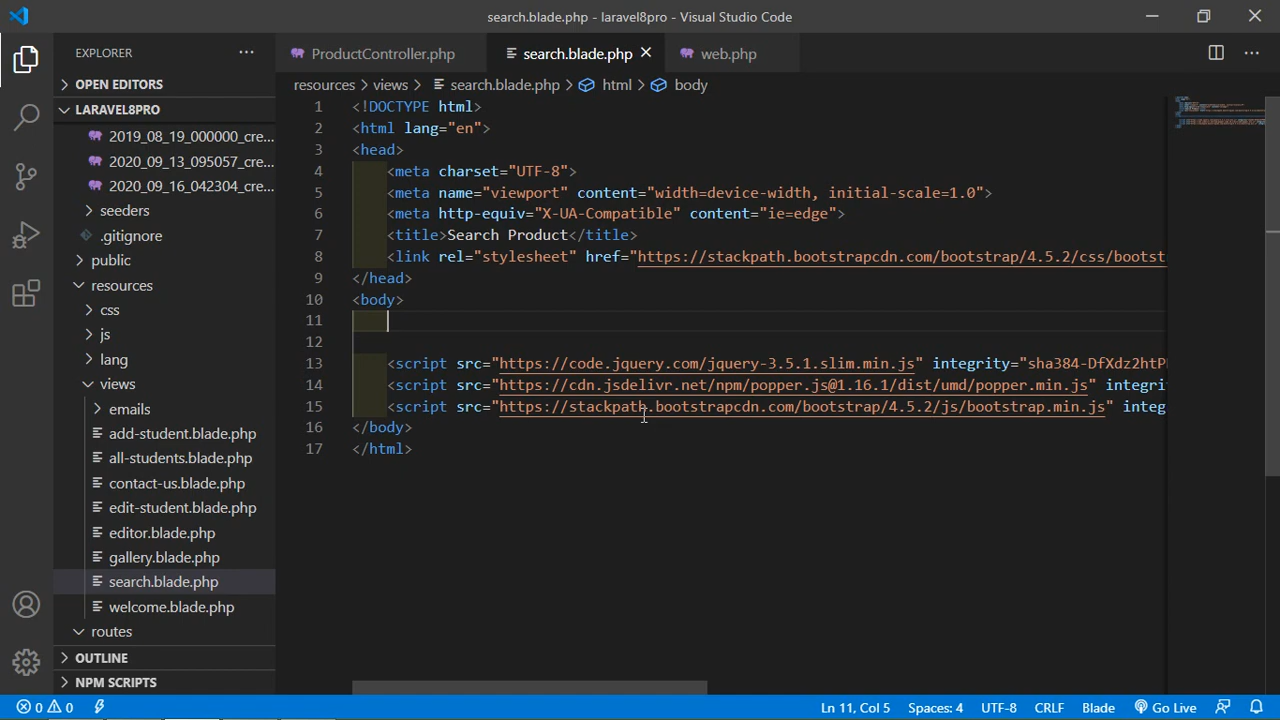 search.blade.php - laravel8pro - Visual Studio Code
EXPLORER
ProductController.php
search.blade.php
web.php
OPEN EDITORS
resources > views > search.blade.php > html > body
LARAVEL8PRO
2019_08_19_000000_cre...
2020_09_13_095057_cre...
2020_09_16_042304_cre...
seeders
.gitignore
public
resources
css
js
lang
views
emails
add-student.blade.php
all-students.blade.php
contact-us.blade.php
edit-student.blade.php
editor.blade.php
gallery.blade.php
search.blade.php
welcome.blade.php
routes
OUTLINE
NPM SCRIPTS
1 <!DOCTYPE html>
2 <html lang="en">
3 <head>
4 <meta charset="UTF-8">
5 <meta name="viewport" content="width=device-width, initial-scale=1.0">
6 <meta http-equiv="X-UA-Compatible" content="ie=edge">
7 <title>Search Product</title>
8 <link rel="stylesheet" href="https://stackpath.bootstrapcdn.com/bootstrap/4.5.2/css/bootst
9 </head>
10 <body>
11
12
13 <script src="https://code.jquery.com/jquery-3.5.1.slim.min.js" integrity="sha384-DfXdz2htP
14 <script src="https://cdn.jsdelivr.net/npm/popper.js@1.16.1/dist/umd/popper.min.js" integri
15 <script src="https://stackpath.bootstrapcdn.com/bootstrap/4.5.2/js/bootstrap.min.js" integ
16 </body>
17 </html>
0 0 Ln 11, Col 5 Spaces: 4 UTF-8 CRLF Blade Go Live